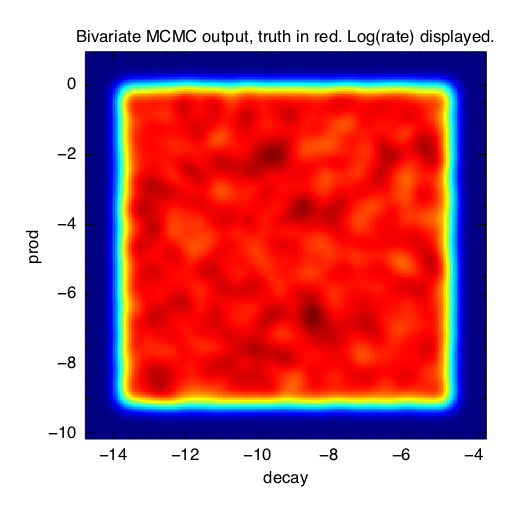 Bivariate MCMC output, truth in red. Log(rate) displayed.
0
−2
−4
−6
−8
−10
prod
−14 −12 −10 −8 −6 −4
decay